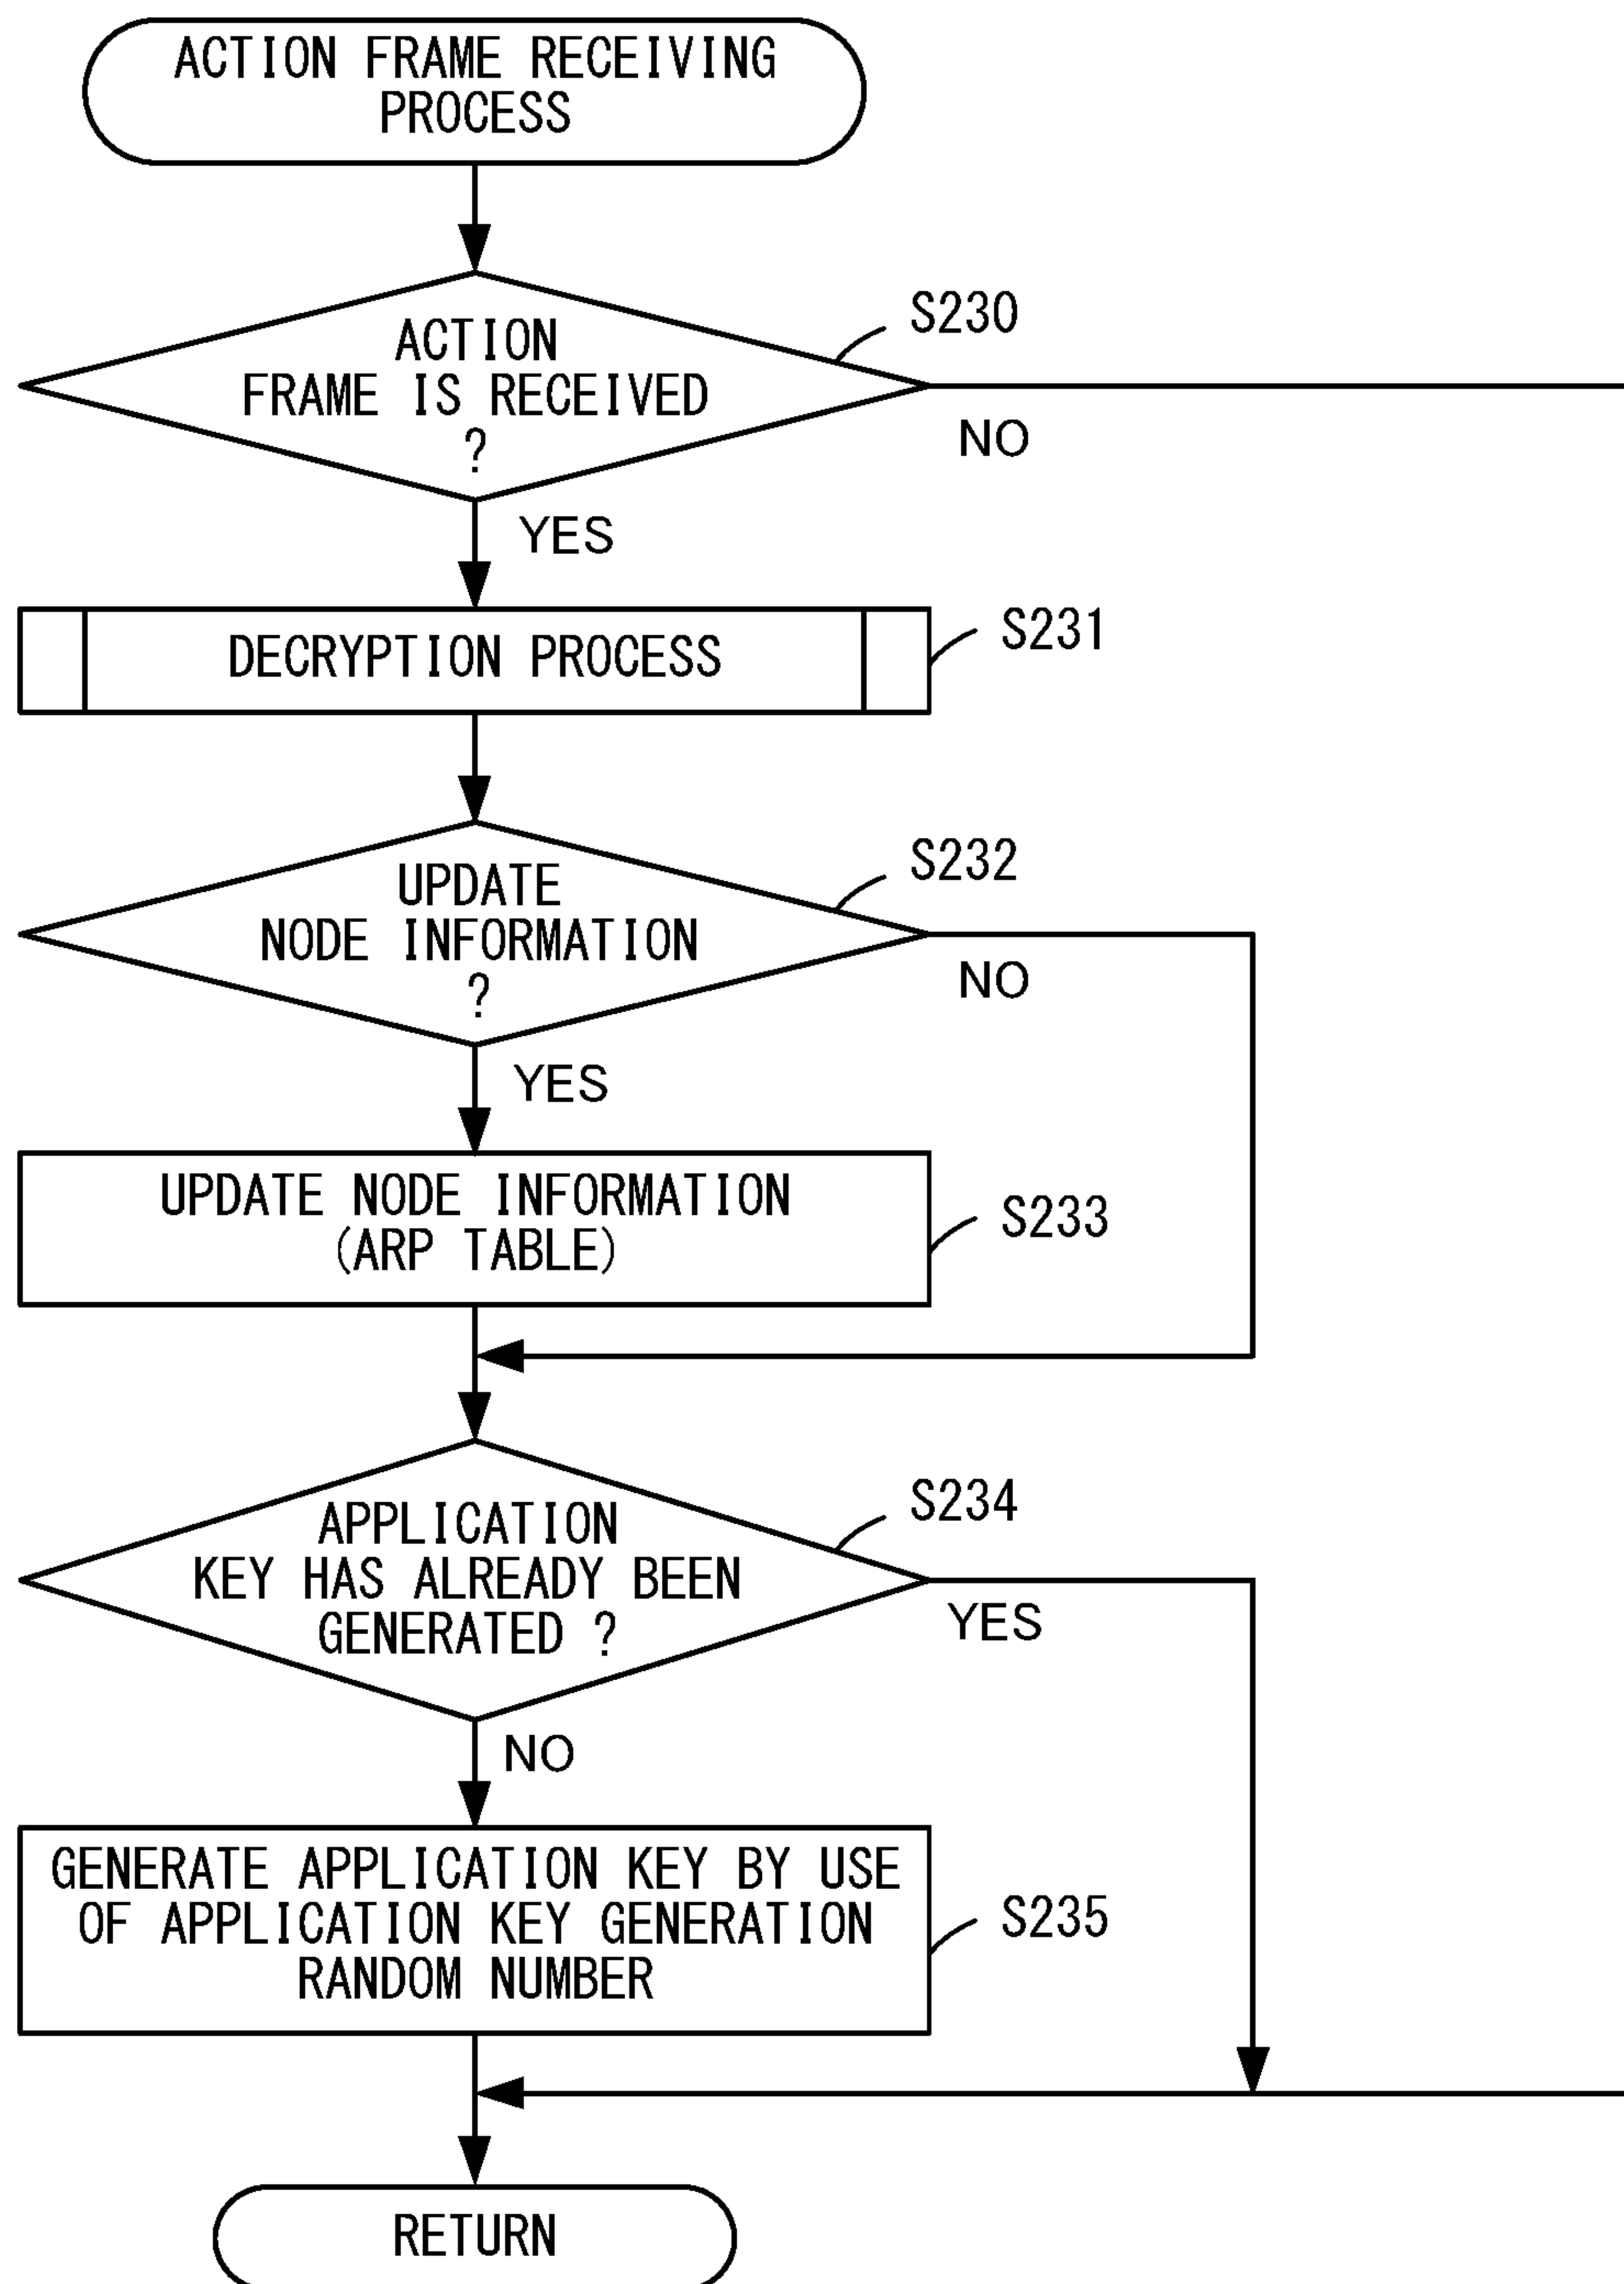 ACTION FRAME RECEIVING
PROCESS
S230
ACTION
FRAME IS RECEIVED
?
NO
YES
S231
DECRYPTION PROCESS
S232
UPDATE
NODE INFORMATION
?
NO
YES
UPDATE NODE INFORMATION
(ARP TABLE)
S233
S234
APPLICATION
KEY HAS ALREADY BEEN
GENERATED ?
YES
NO
GENERATE APPLICATION KEY BY USE
OF APPLICATION KEY GENERATION
RANDOM NUMBER
S235
RETURN